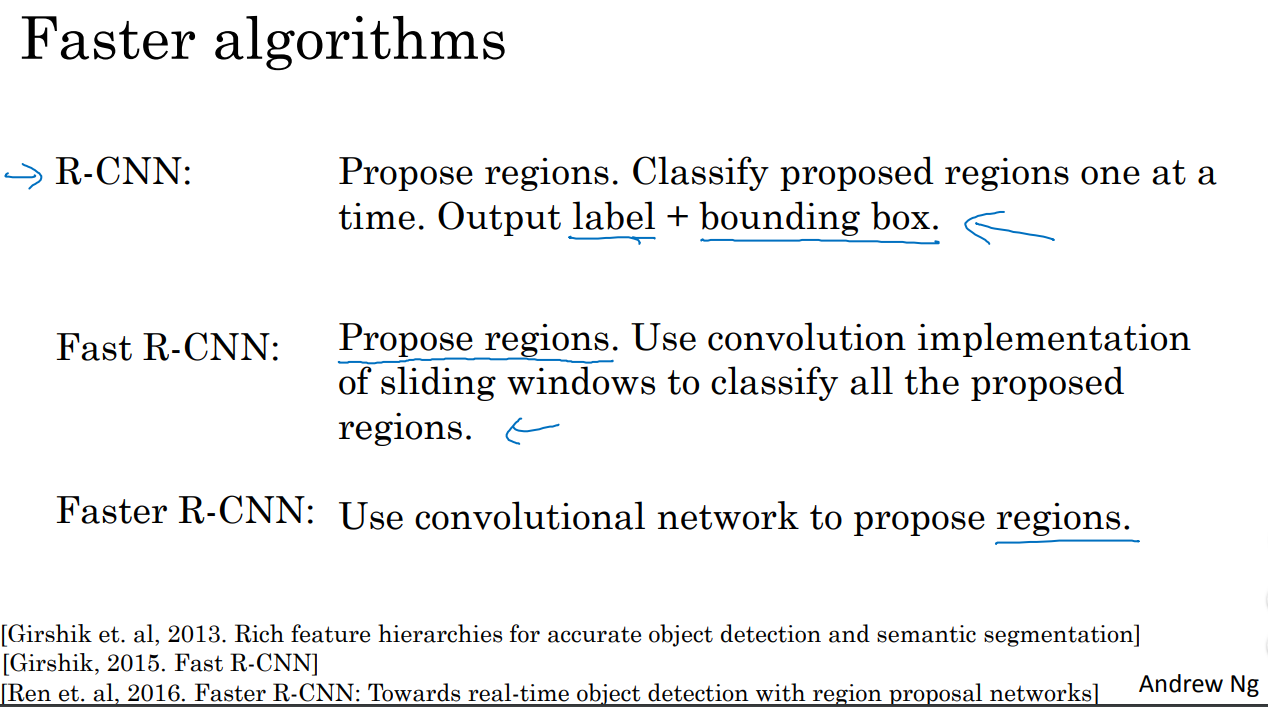 Faster algorithms
R-CNN:
Propose regions. Classify proposed regions one at a
time. Output label + bounding box.
Fast R-CNN:
Propose regions. Use convolution implementation
of sliding windows to classify all the proposed
regions.
Faster R-CNN:
Use convolutional network to propose regions.
[Girshik et. al, 2013. Rich feature hierarchies for accurate object detection and semantic segmentation]
[Girshik, 2015. Fast R-CNN]
[Ren et. al, 2016. Faster R-CNN: Towards real-time object detection with region proposal networks]
Andrew Ng